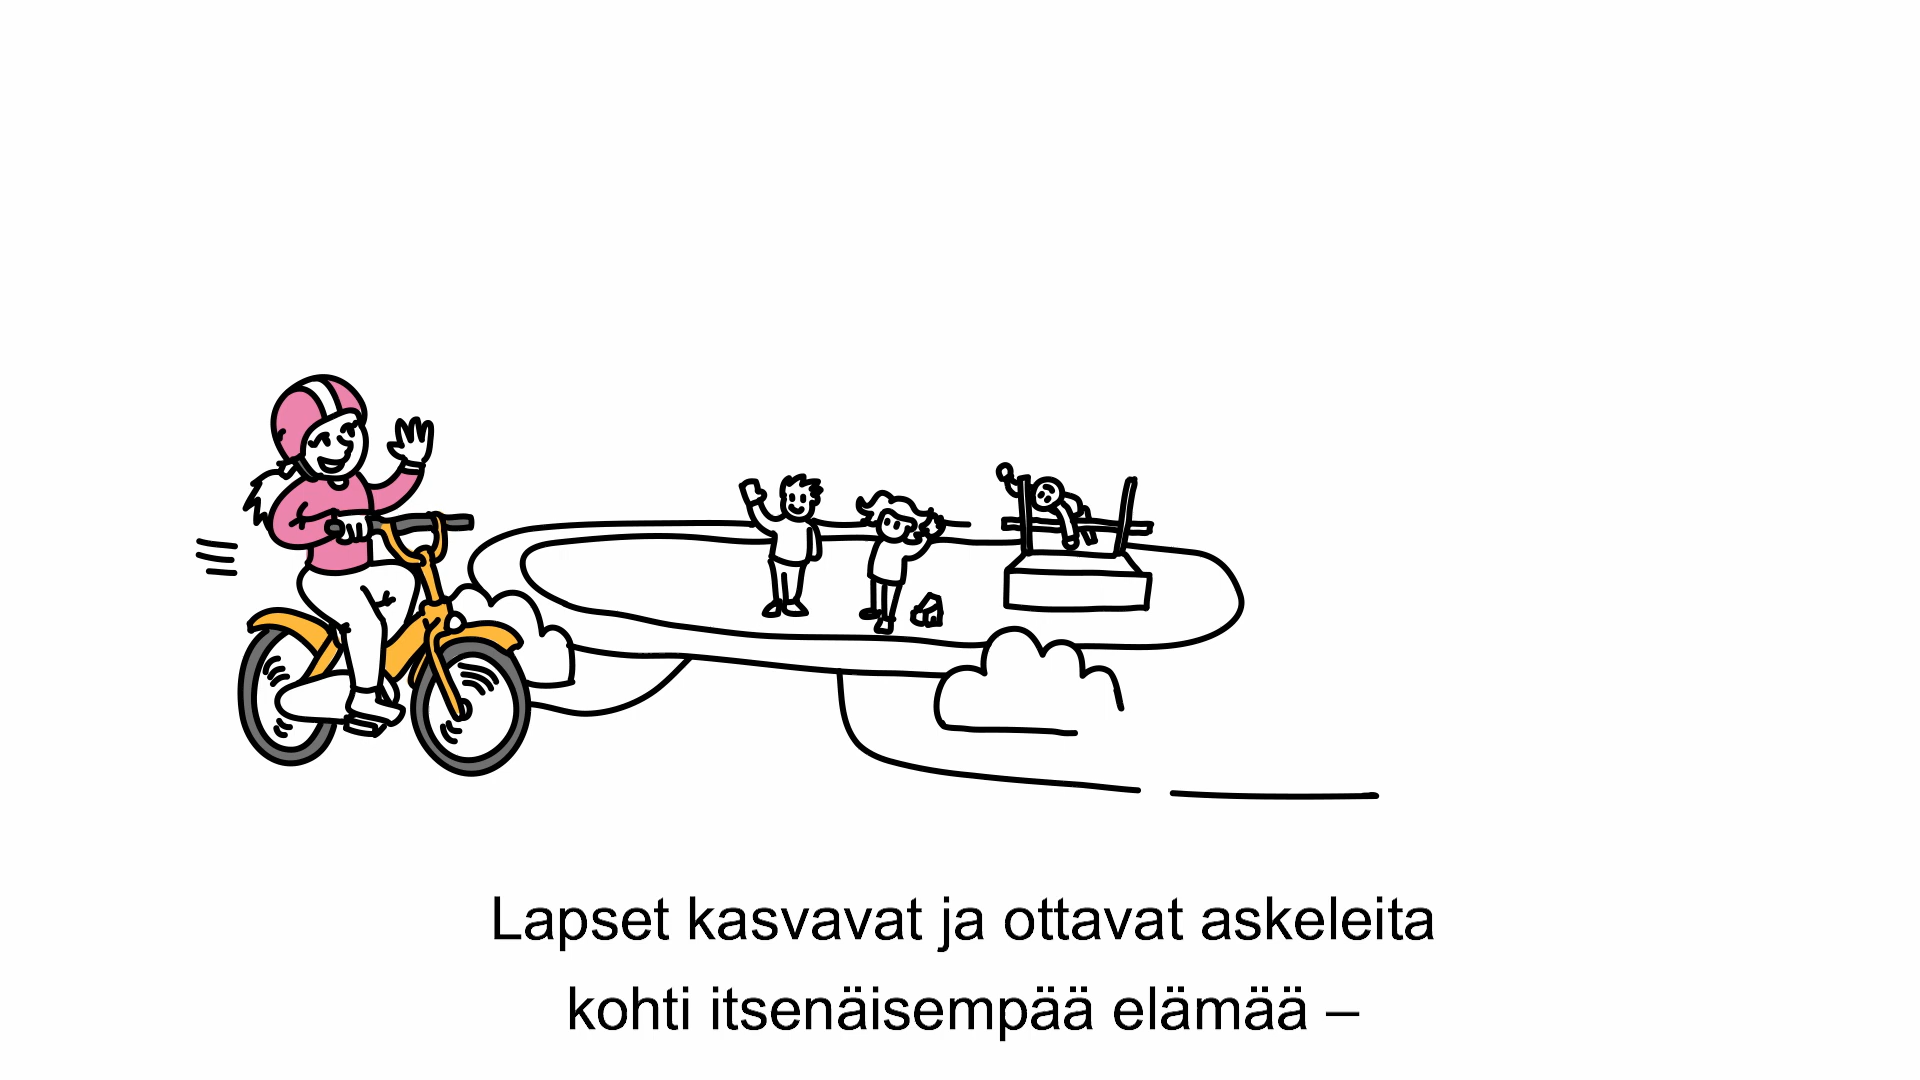 Lapset kasvavat ja ottavat askeleita
kohti itsenäisempää elämää –